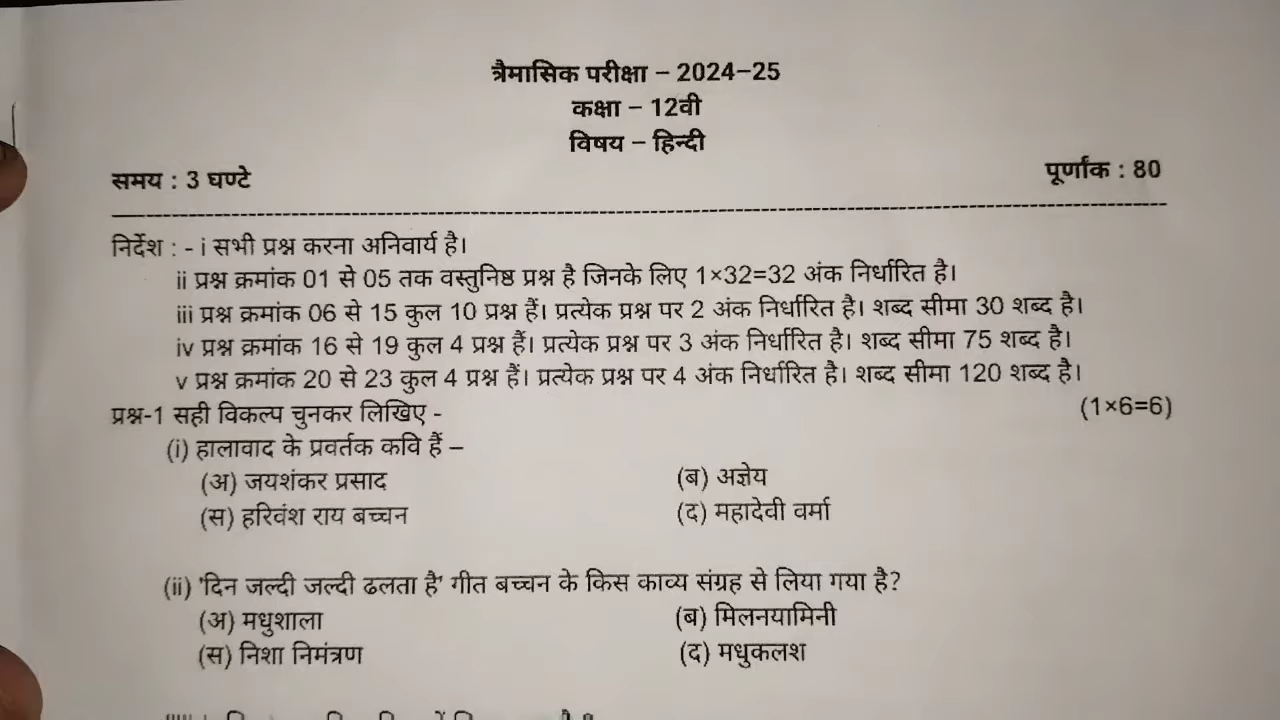 त्रैमासिक परीक्षा – 2024–25
कक्षा – 12वी
विषय – हिन्दी
समय : 3 घण्टे पूर्णांक : 80
निर्देश : - i सभी प्रश्न करना अनिवार्य है।
ii प्रश्न क्रमांक 01 से 05 तक वस्तुनिष्ठ प्रश्न है जिनके लिए 1×32=32 अंक निर्धारित है।
iii प्रश्न क्रमांक 06 से 15 कुल 10 प्रश्न हैं। प्रत्येक प्रश्न पर 2 अंक निर्धारित है। शब्द सीमा 30 शब्द है।
iv प्रश्न क्रमांक 16 से 19 कुल 4 प्रश्न हैं। प्रत्येक प्रश्न पर 3 अंक निर्धारित है। शब्द सीमा 75 शब्द है।
v प्रश्न क्रमांक 20 से 23 कुल 4 प्रश्न हैं। प्रत्येक प्रश्न पर 4 अंक निर्धारित है। शब्द सीमा 120 शब्द है।
प्रश्न-1 सही विकल्प चुनकर लिखिए - (1×6=6)
(i) हालावाद के प्रवर्तक कवि हैं –
(अ) जयशंकर प्रसाद (ब) अज्ञेय
(स) हरिवंश राय बच्चन (द) महादेवी वर्मा
(ii) 'दिन जल्दी जल्दी ढलता है' गीत बच्चन के किस काव्य संग्रह से लिया गया है?
(अ) मधुशाला (ब) मिलनयामिनी
(स) निशा निमंत्रण (द) मधुकलश